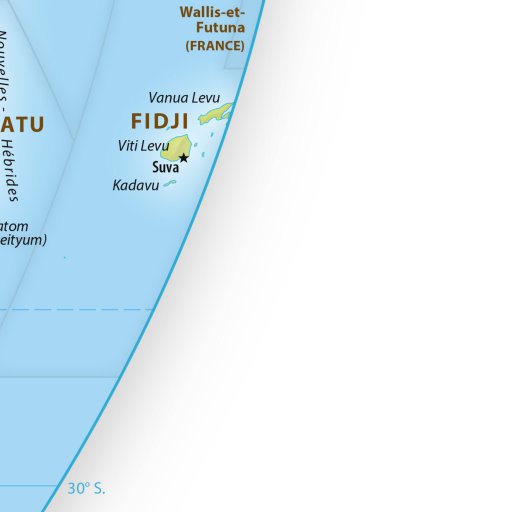 Wallis-et-
Futuna
(FRANCE)
Nouvelles -
Hébrides
Vanua Levu
FIDJI
ATU
Viti Levu
Suva
Kadavu
atom
eityum)
30° S.